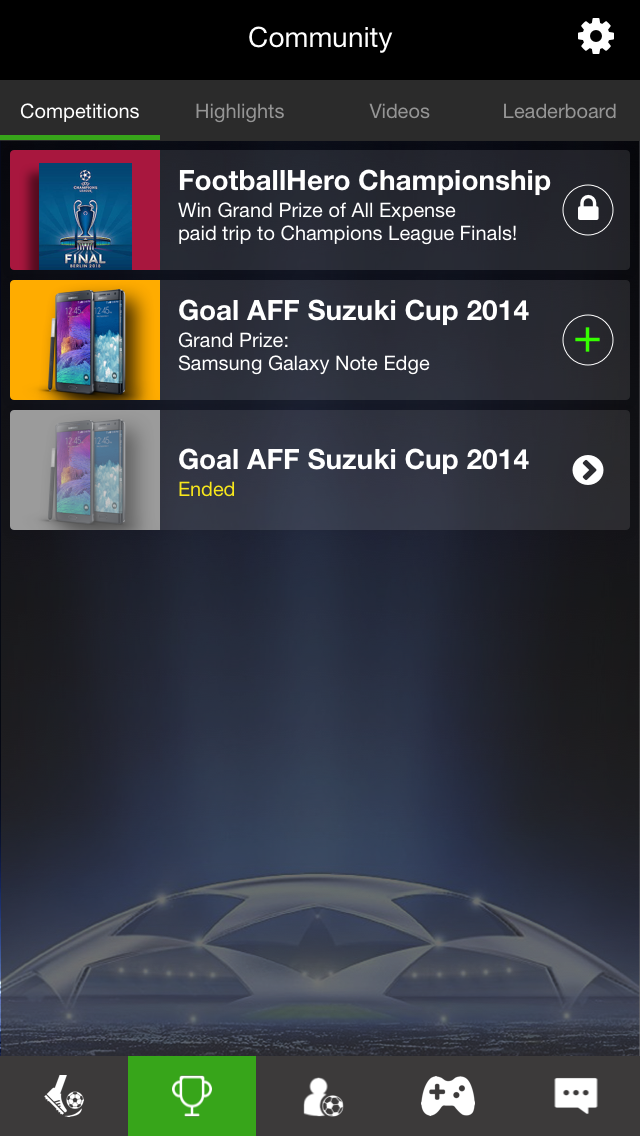 Community
Competitions
Highlights
Videos
Leaderboard
CHAMPIONS
LEAGUE
FINAL
BERLIN 2015
FootballHero Championship
Win Grand Prize of All Expense
paid trip to Champions League Finals!
Goal AFF Suzuki Cup 2014
Grand Prize:
Samsung Galaxy Note Edge
Goal AFF Suzuki Cup 2014
Ended